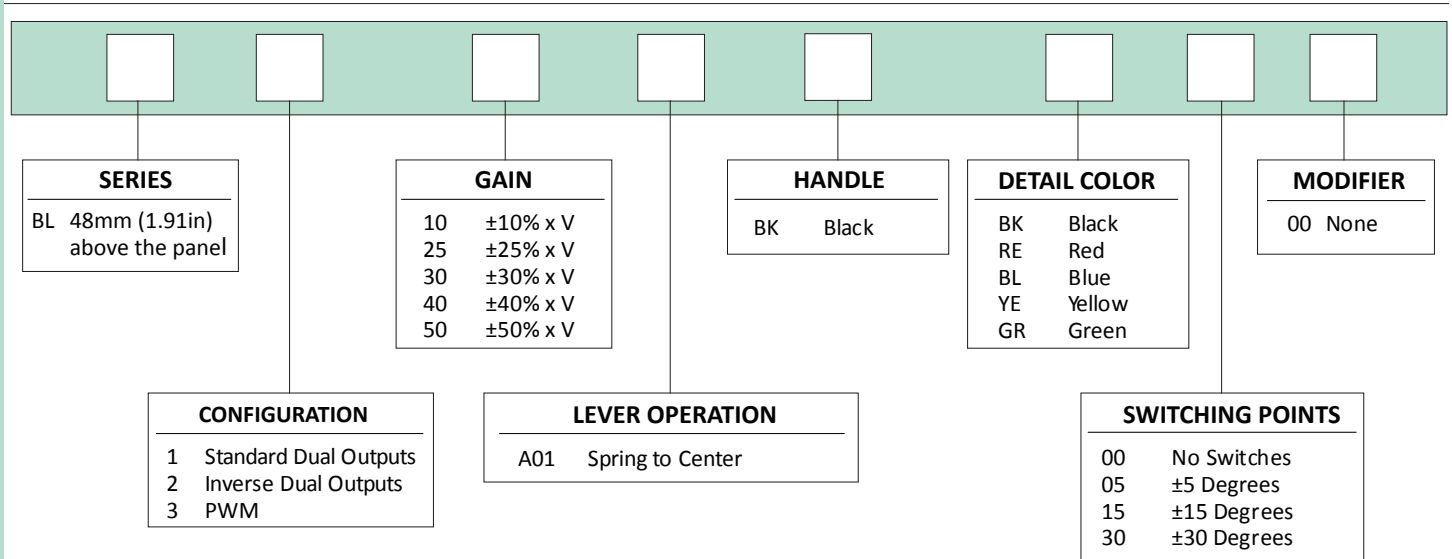 SERIES
BL 48mm (1.91in)
above the panel
GAIN
10 ±10% x V
25 ±25% x V
30 ±30% x V
40 ±40% x V
50 ±50% x V
HANDLE
BK Black
DETAIL COLOR
BK Black
RE Red
BL Blue
YE Yellow
GR Green
MODIFIER
00 None
CONFIGURATION
1 Standard Dual Outputs
2 Inverse Dual Outputs
3 PWM
LEVER OPERATION
A01 Spring to Center
SWITCHING POINTS
00 No Switches
05 ±5 Degrees
15 ±15 Degrees
30 ±30 Degrees